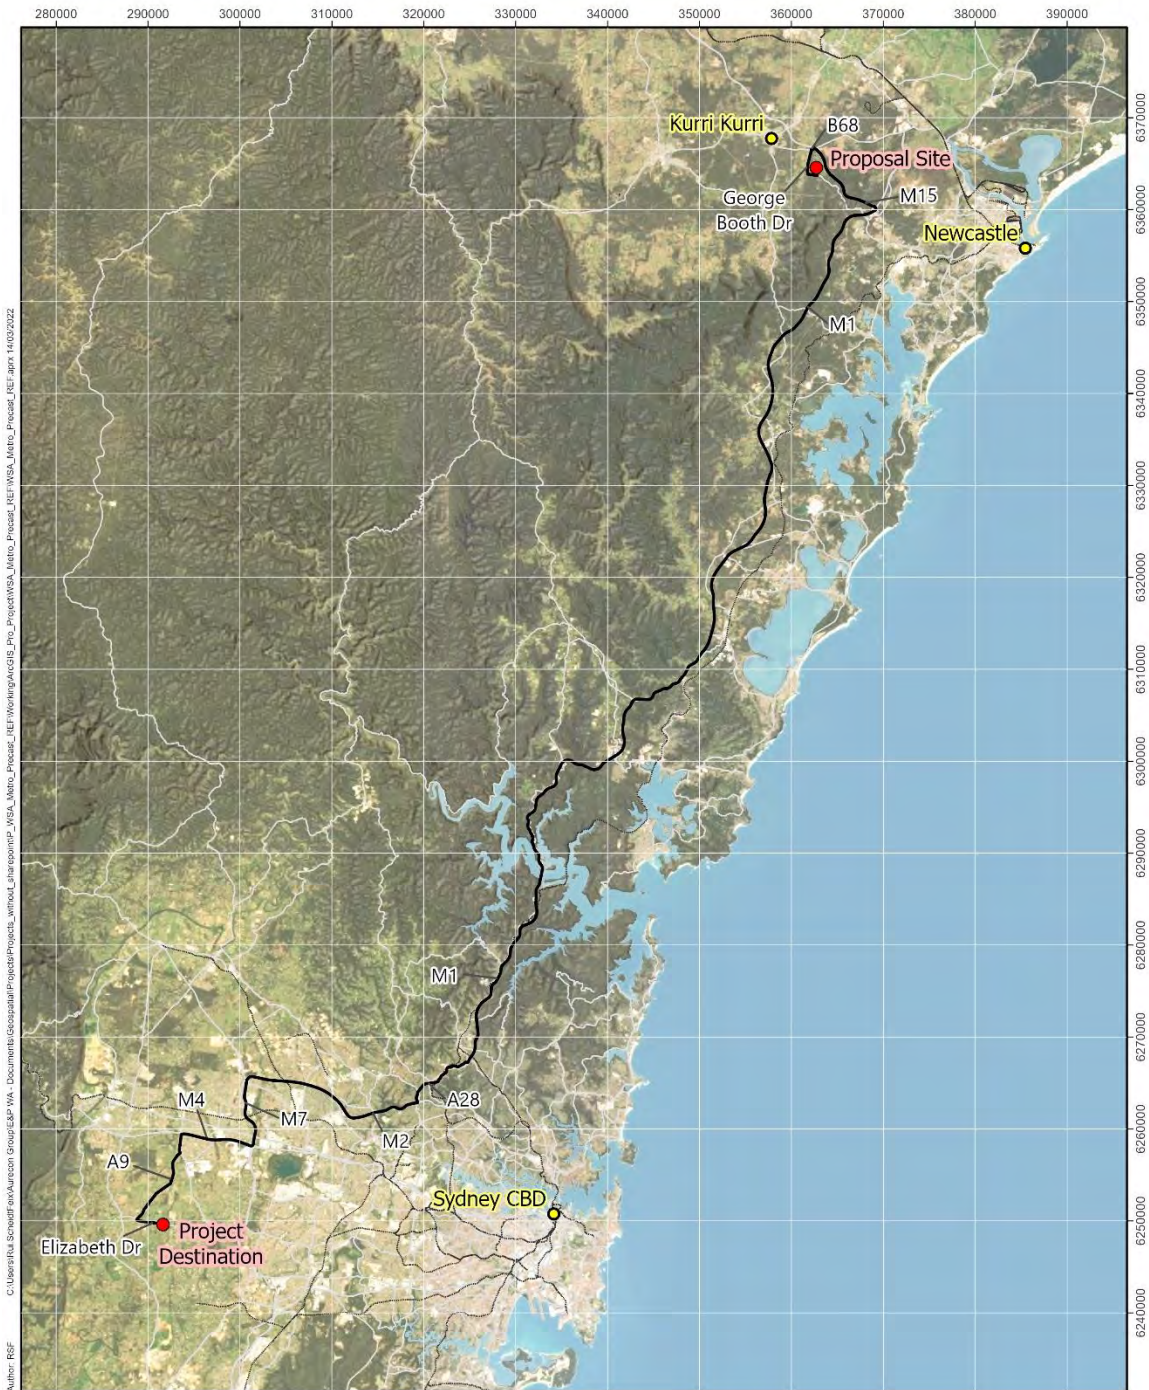 280000 290000 300000 310000 320000 330000 340000 350000 360000 370000 380000 390000
6370000
Kurri Kurri
B68
Proposal Site
George
Booth Dr
M15
6360000
Newcastle
6350000
M1
6340000
6330000
6320000
6310000
6300000
6290000
6280000
M1
6270000
M4
M7
A28
M2
6260000
A9
Sydney CBD
6250000
Elizabeth Dr
Project
Destination
6240000
Author: RSF